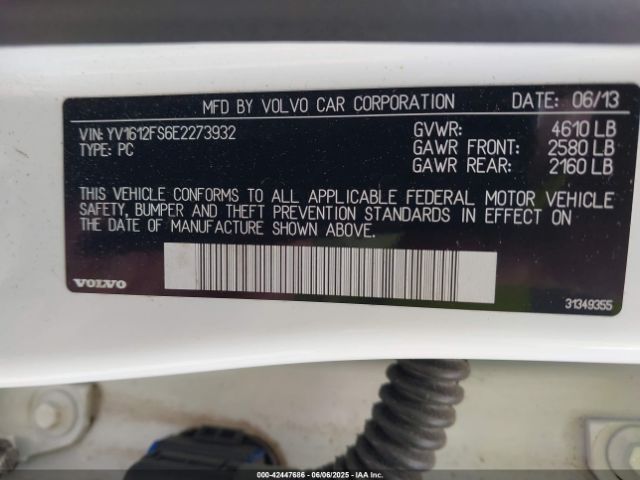 MFD BY VOLVO CAR CORPORATION DATE: 06/13
VIN: YV1612FS6E2273932 GVWR: 4610 LB
TYPE: PC GAWR FRONT: 2580 LB
GAWR REAR: 2160 LB
THIS VEHICLE CONFORMS TO ALL APPLICABLE FEDERAL MOTOR VEHICLE
SAFETY, BUMPER AND THEFT PREVENTION STANDARDS IN EFFECT ON
THE DATE OF MANUFACTURE SHOWN ABOVE.
VOLVO 31349355
000-42447686 - 06/06/2025 - IAA Inc.